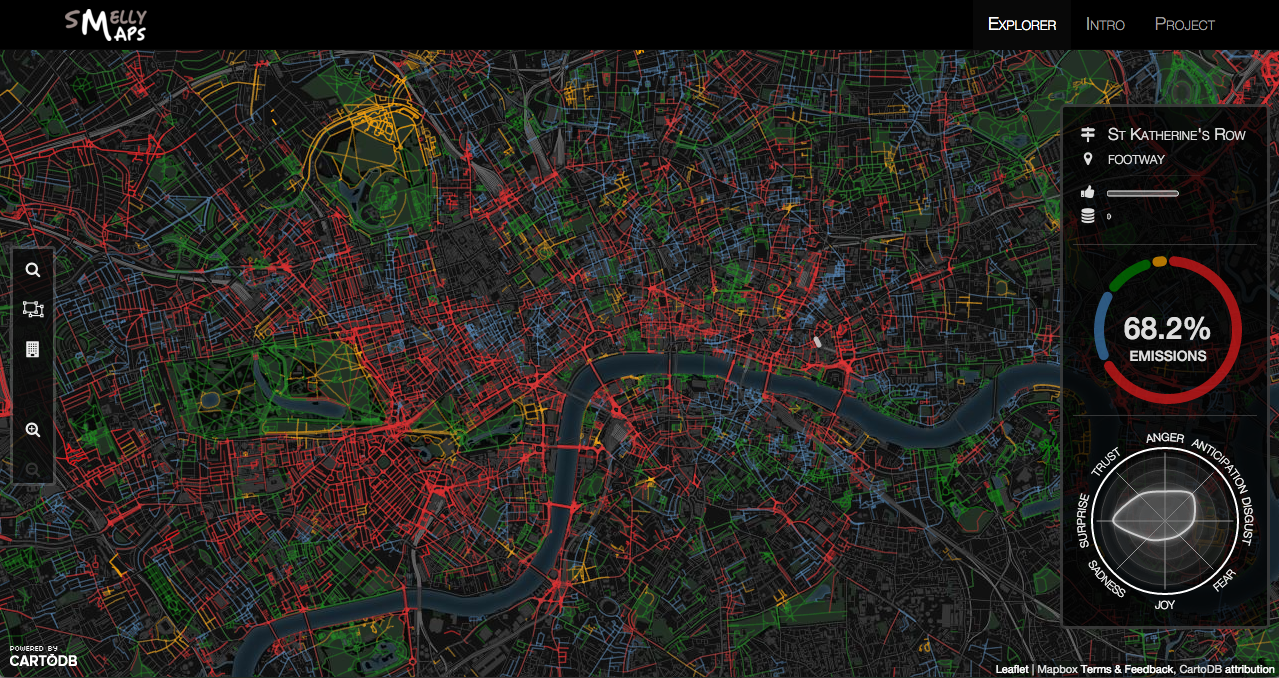 SMELLY
MAPS
EXPLORER
INTRO
PROJECT
ST KATHERINE'S ROW
FOOTWAY
68.2%
EMISSIONS
ANGER
ANTICIPATION
DISGUST
FEAR
JOY
SADNESS
SURPRISE
TRUST
POWERED BY
CARTODB
Leaflet | Mapbox Terms & Feedback, CartoDB attribution